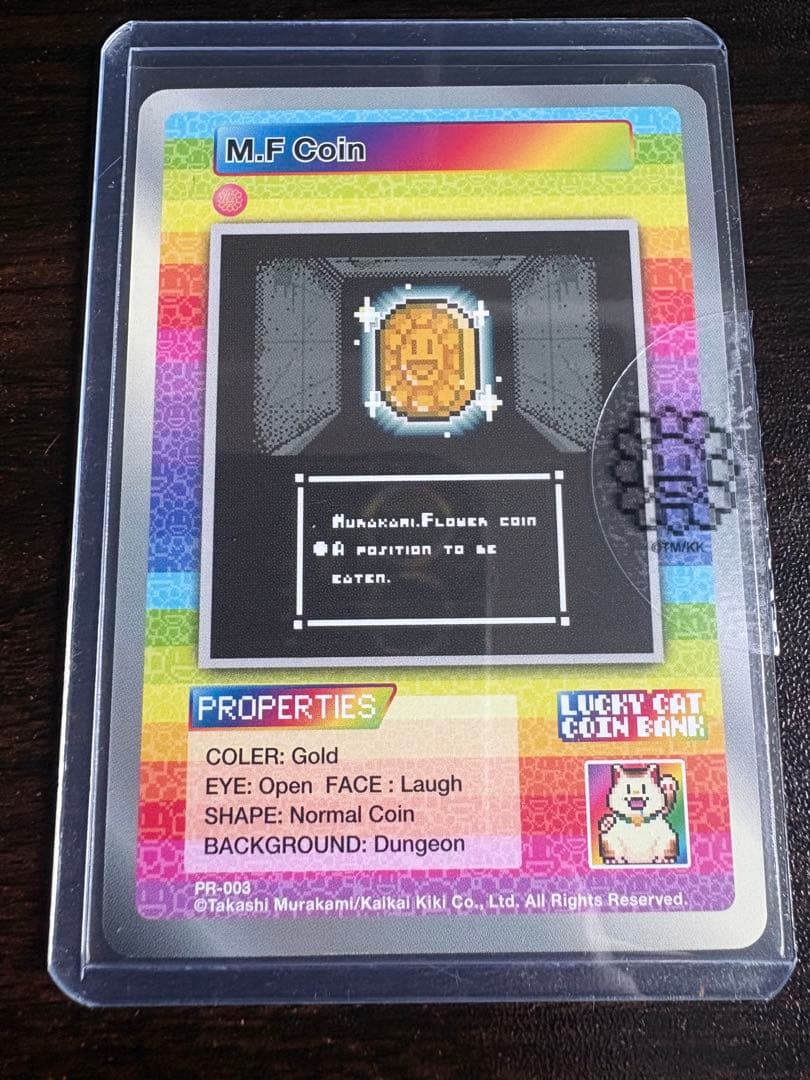 M.F Coin
Murakami.Flower coin
A position to be
eaten.
©TM/KK
PROPERTIES
LUCKY CAT
COIN BANK
COLER: Gold
EYE: Open FACE : Laugh
SHAPE: Normal Coin
BACKGROUND: Dungeon
PR-003
©Takashi Murakami/Kaikai Kiki Co., Ltd. All Rights Reserved.